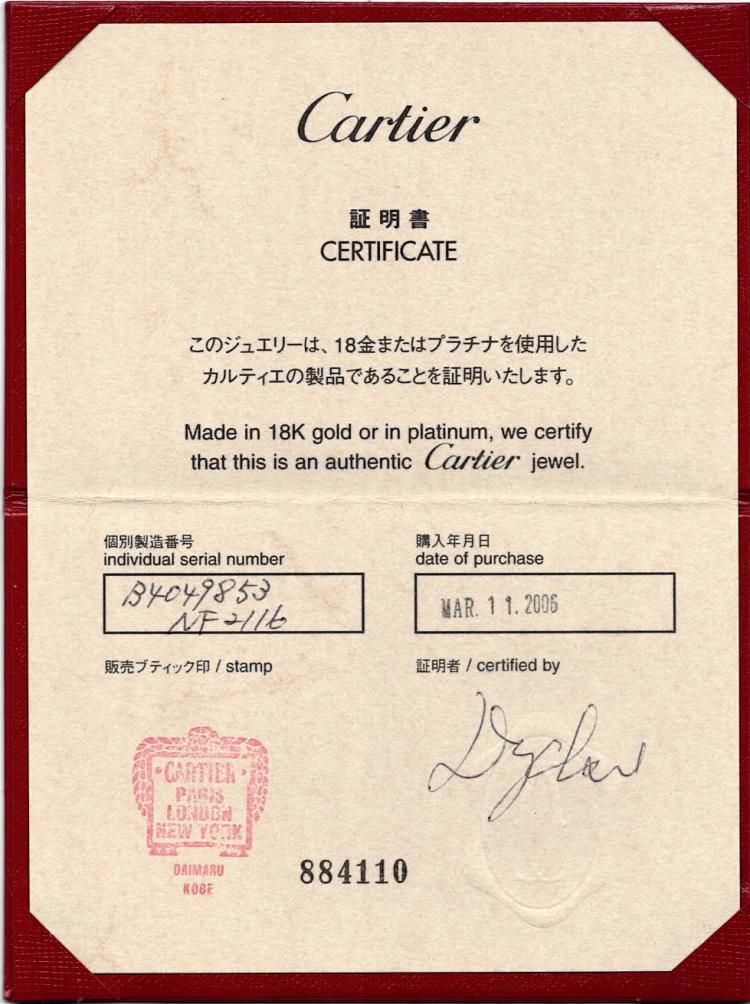 Cartier
証明書
CERTIFICATE
このジュエリーは、18金またはプラチナを使用した
カルティエの製品であることを証明いたします。
Made in 18K gold or in platinum, we certify
that this is an authentic Cartier jewel.
個別製造番号
individual serial number
B4049853
NF2116
購入年月日
date of purchase
MAR. 11. 2006
販売ブティック印 / stamp
証明者 / certified by
CARTIER
PARIS
LONDON
NEW YORK
DAIMARU
KOBE
884110